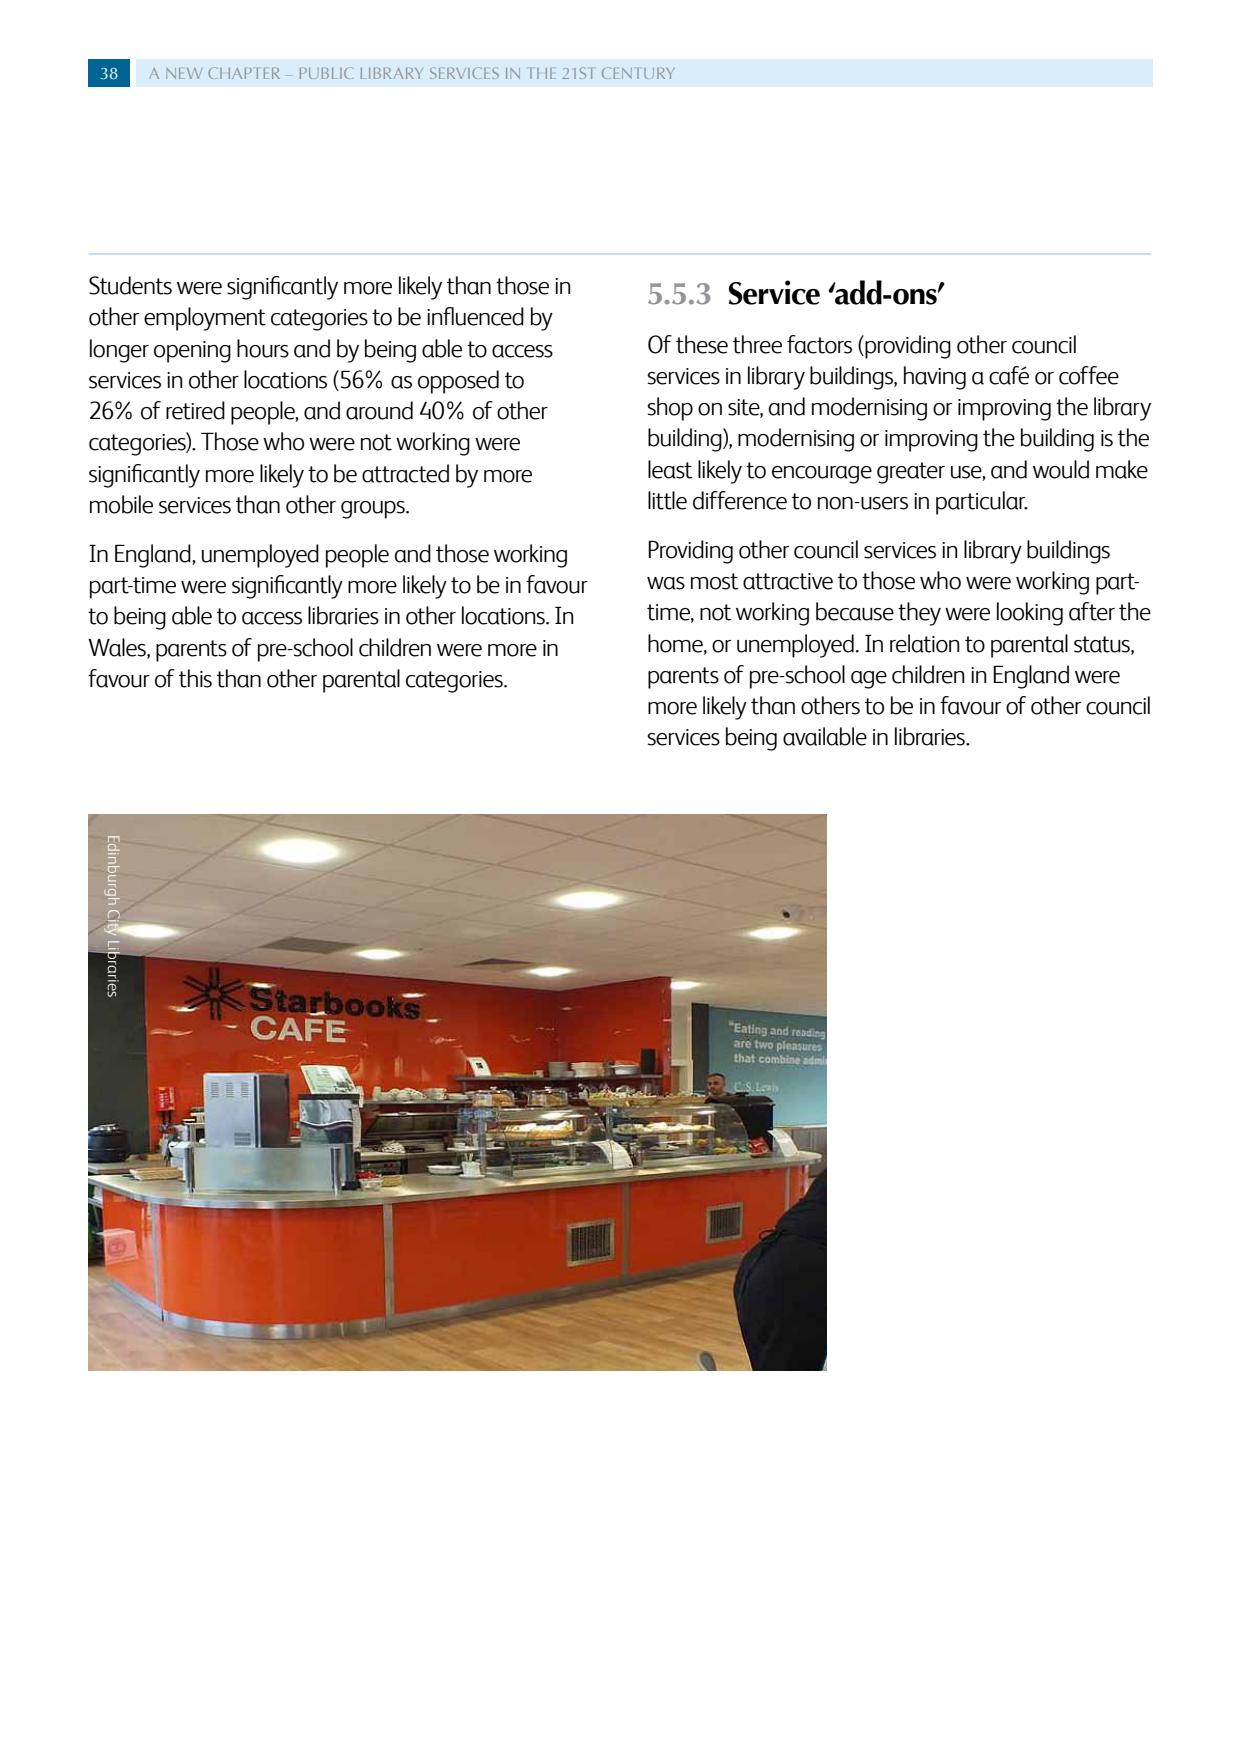 38
A NEW CHAPTER – PUBLIC LIBRARY SERVICES IN THE 21ST CENTURY
Students were significantly more likely than those in
other employment categories to be influenced by
longer opening hours and by being able to access
services in other locations (56% as opposed to
26% of retired people, and around 40% of other
categories). Those who were not working were
significantly more likely to be attracted by more
mobile services than other groups.
In England, unemployed people and those working
part-time were significantly more likely to be in favour
to being able to access libraries in other locations. In
Wales, parents of pre-school children were more in
favour of this than other parental categories.
5.5.3 Service ‘add-ons’
Of these three factors (providing other council
services in library buildings, having a café or coffee
shop on site, and modernising or improving the library
building), modernising or improving the building is the
least likely to encourage greater use, and would make
little difference to non-users in particular.
Providing other council services in library buildings
was most attractive to those who were working part-
time, not working because they were looking after the
home, or unemployed. In relation to parental status,
parents of pre-school age children in England were
more likely than others to be in favour of other council
services being available in libraries.
Edinburgh City Libraries
Starbooks
CAFE
"Eating and reading
are two pleasures
that combine admi
C. S. Lewis